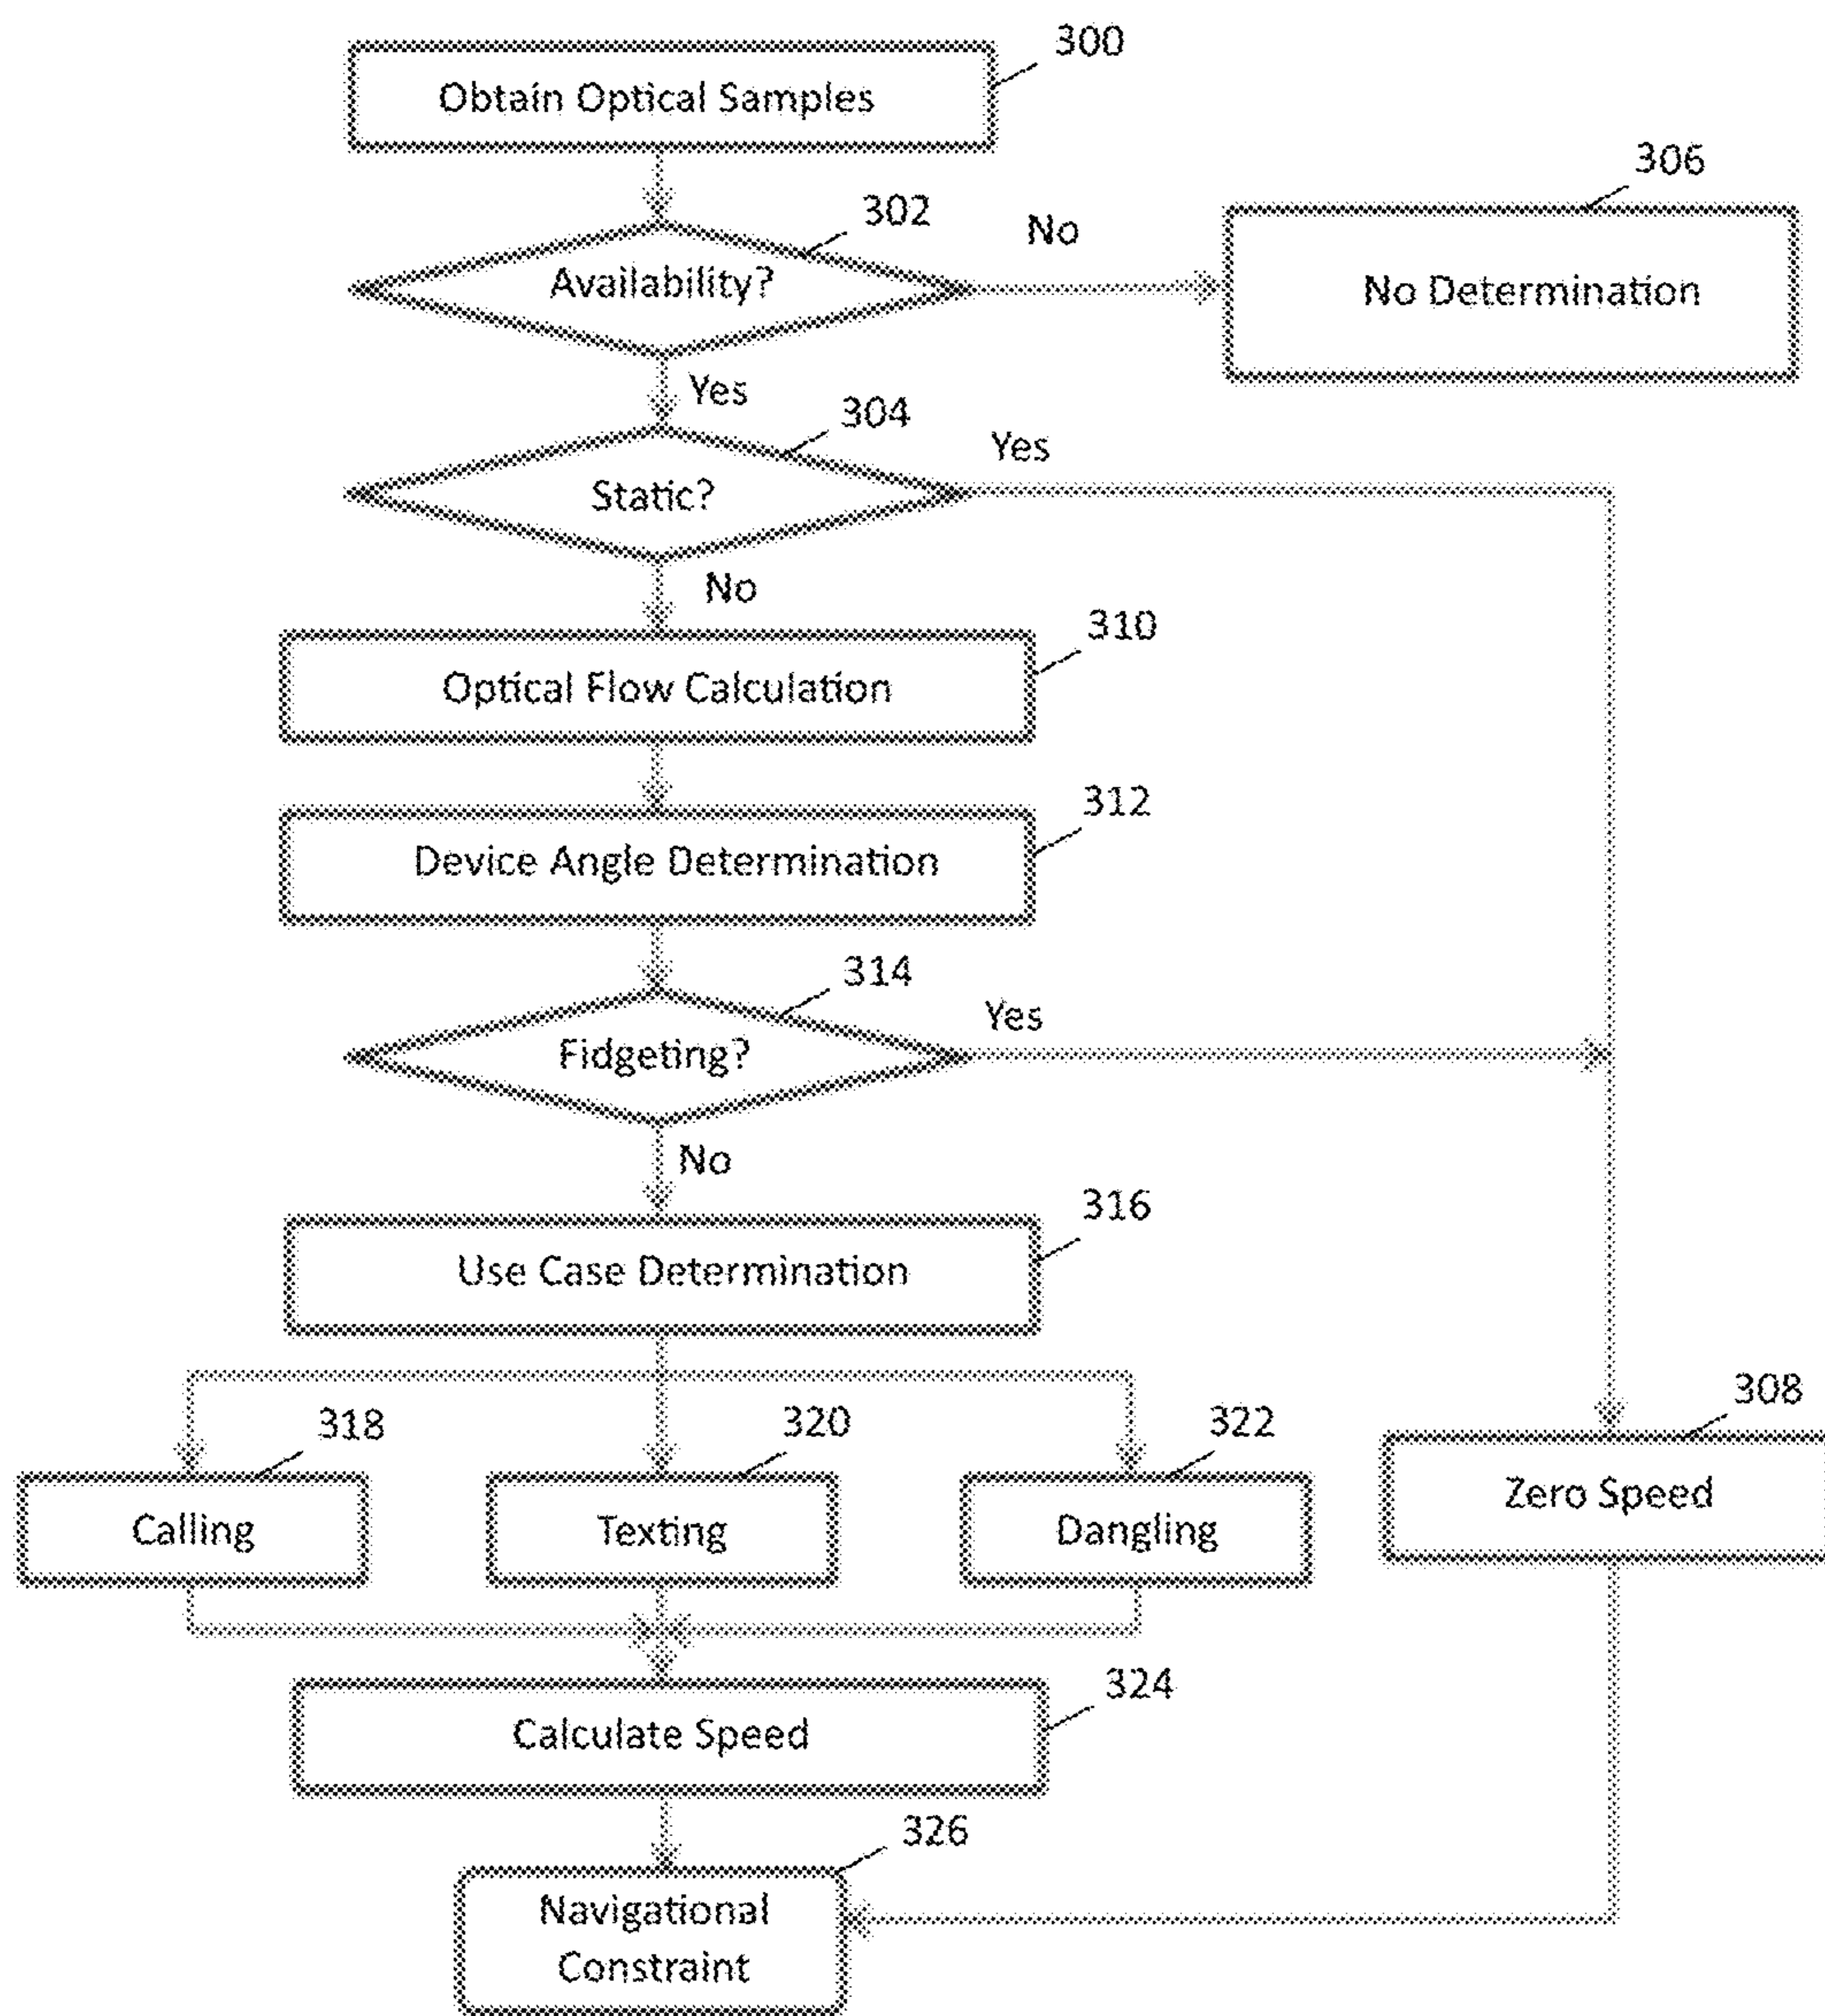 300
Obtain Optical Samples
306
302
No
Availability?
No Determination
Yes
304
Yes
Static?
No
310
Optical Flow Calculation
312
Device Angle Determination
314
Yes
Fidgeting?
No
316
Use Case Determination
318
320
322
308
Calling
Texting
Dangling
Zero Speed
324
Calculate Speed
326
Navigational
Constraint